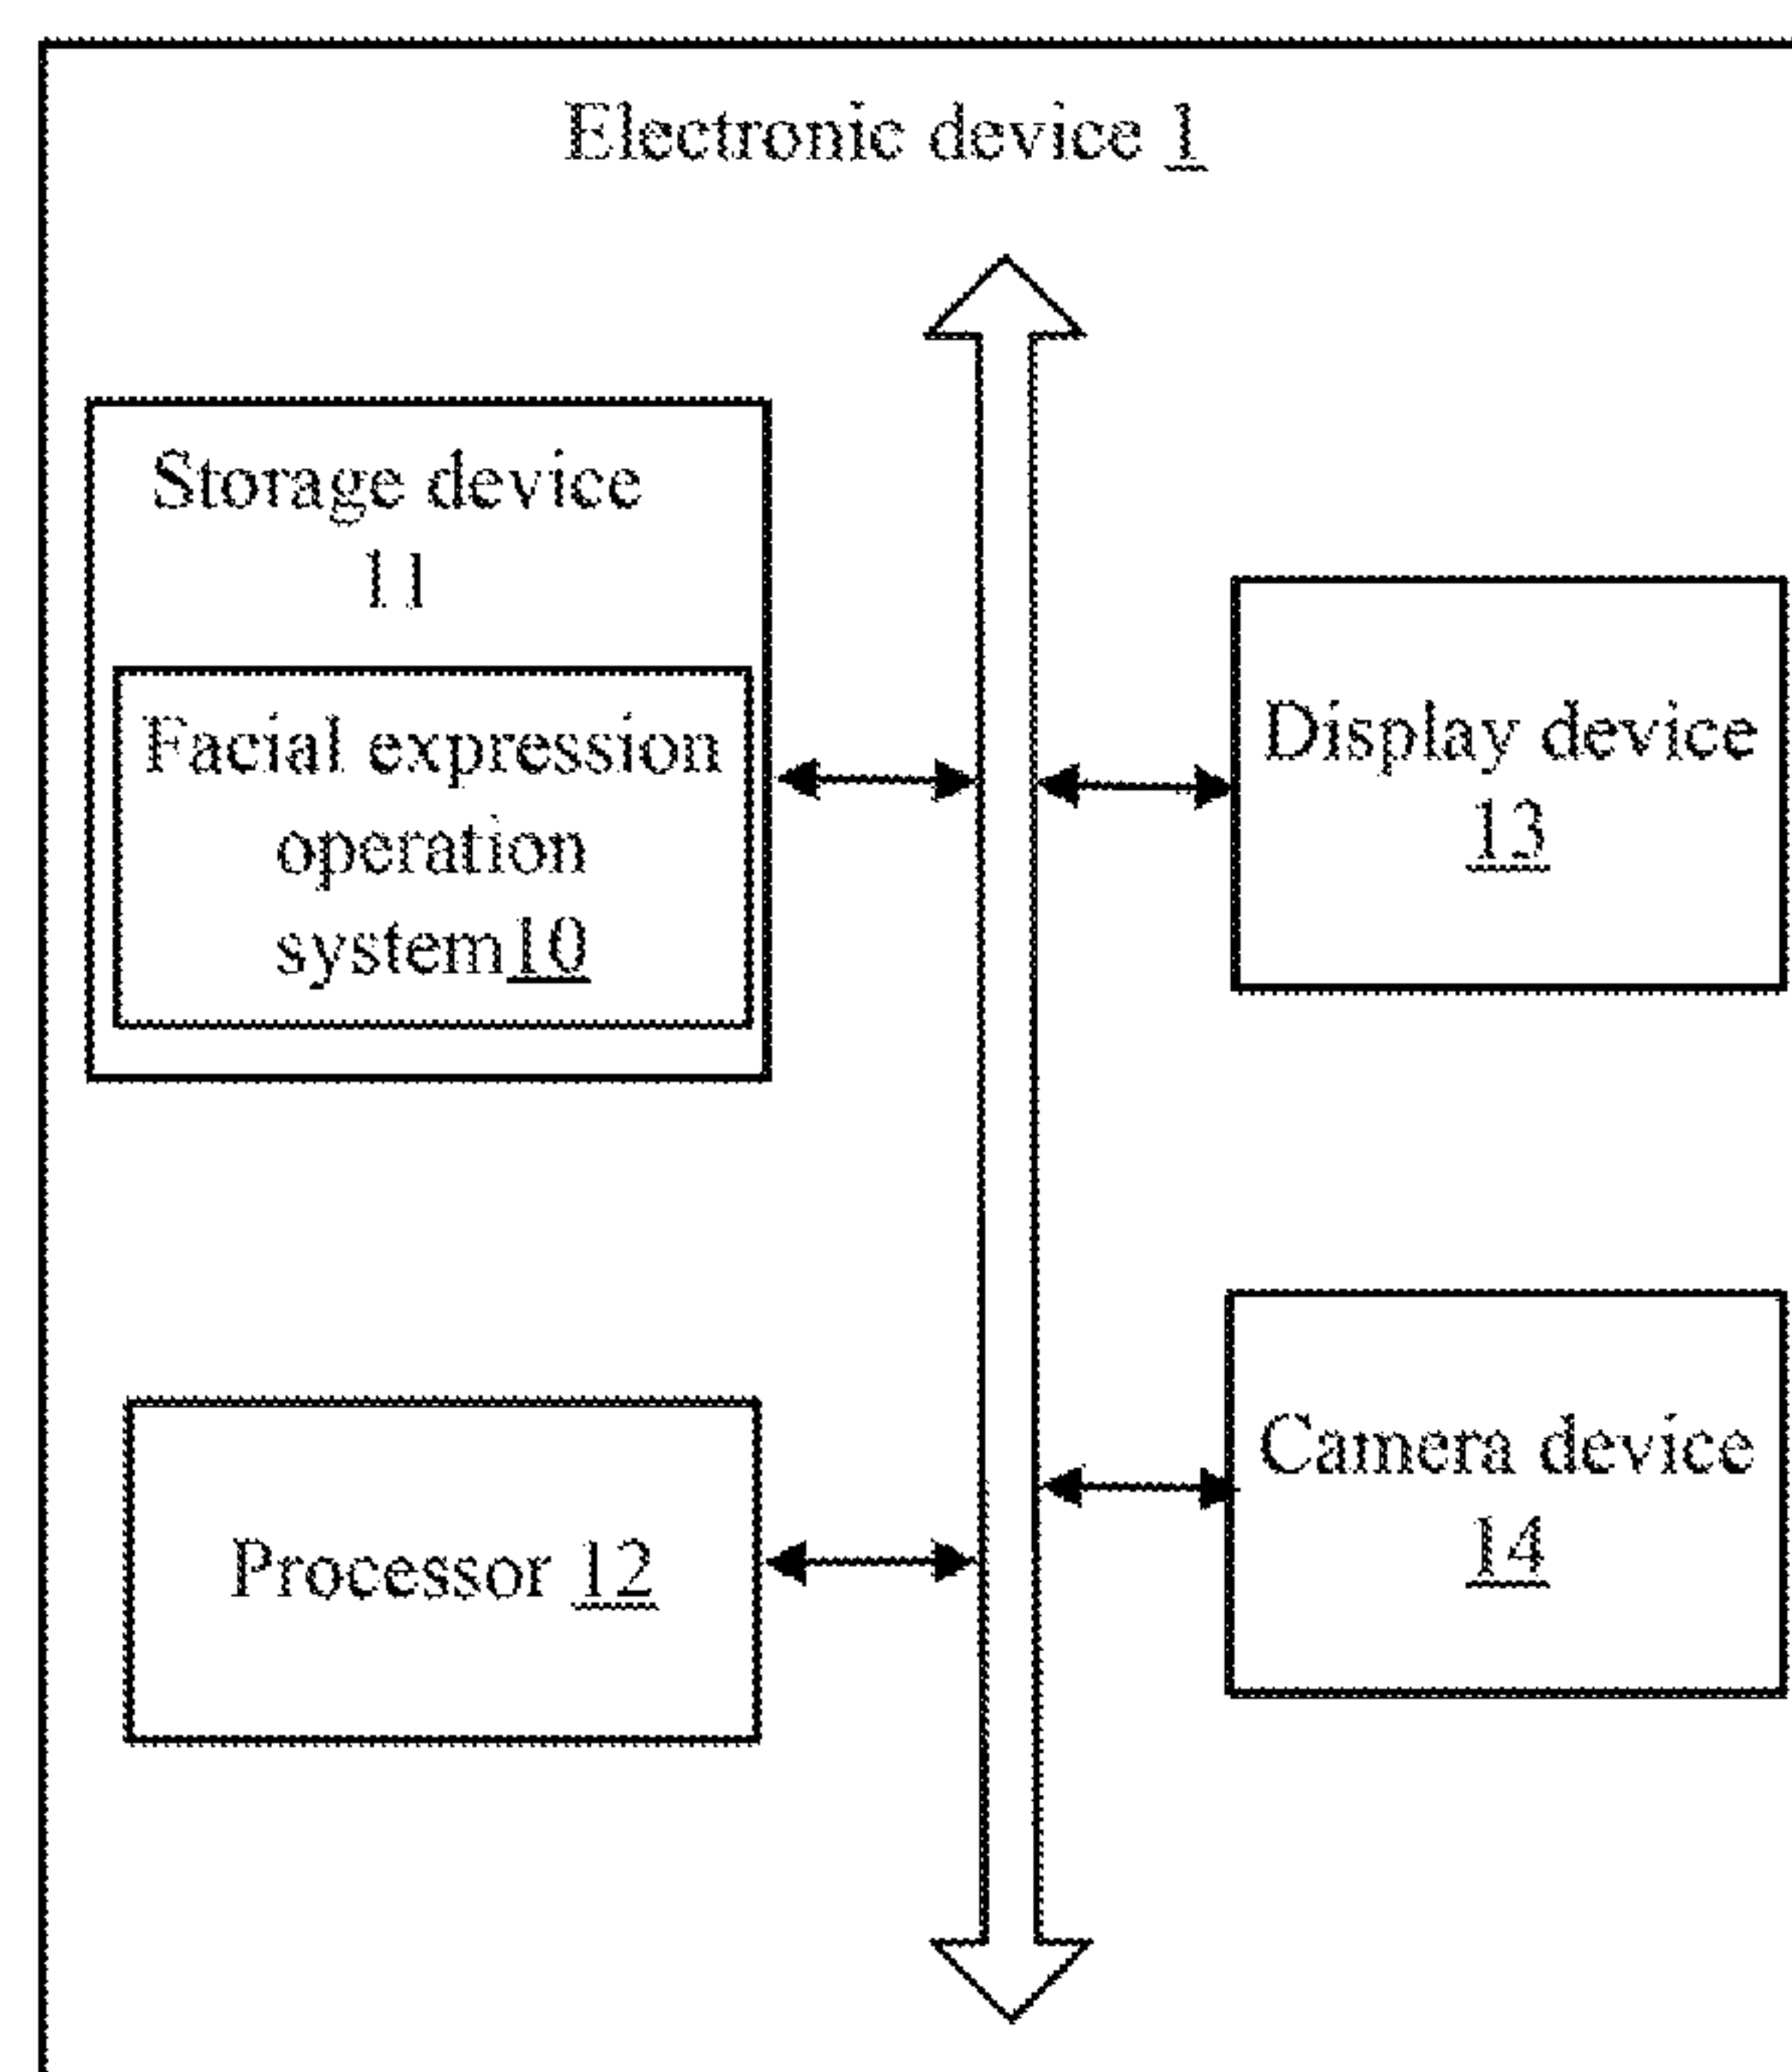 Electronic device 1
Storage device
11
Facial expression
operation
system10
Display device
13
Processor 12
Camera device
14